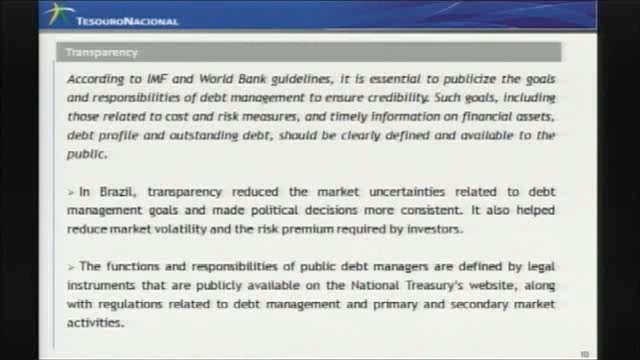 TESOURONACIONAL
Transparency
According to IMF and World Bank guidelines, it is essential to publicize the goals
and responsibilities of debt management to ensure credibility. Such goals, including
those related to cost and risk measures, and timely information on financial assets,
debt profile and outstanding debt, should be clearly defined and available to the
public.
➢ In Brazil, transparency reduced the market uncertainties related to debt
management goals and made political decisions more consistent. It also helped
reduce market volatility and the risk premium required by investors.
➢ The functions and responsibilities of public debt managers are defined by legal
instruments that are publicly available on the National Treasury's website, along
with regulations related to debt management and primary and secondary market
activities.
10